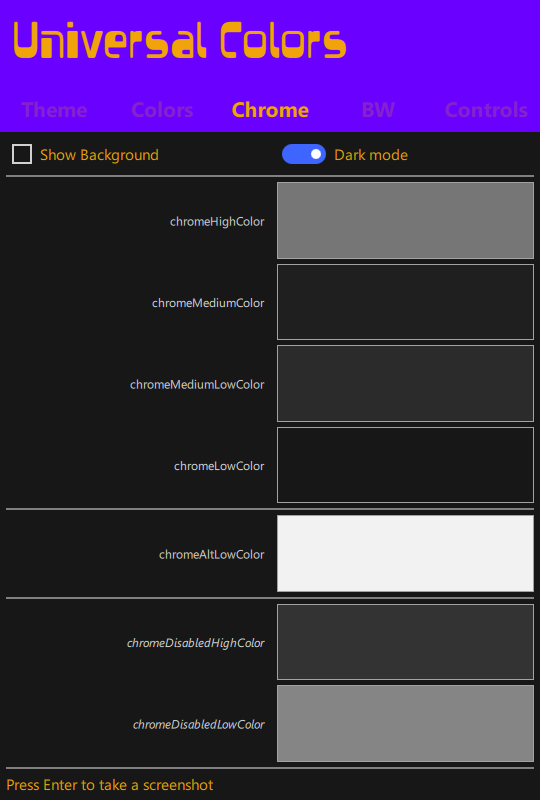 Universal Colors
Theme Colors Chrome BW Controls
Show Background Dark mode
chromeHighColor
chromeMediumColor
chromeMediumLowColor
chromeLowColor
chromeAltLowColor
chromeDisabledHighColor
chromeDisabledLowColor
Press Enter to take a screenshot